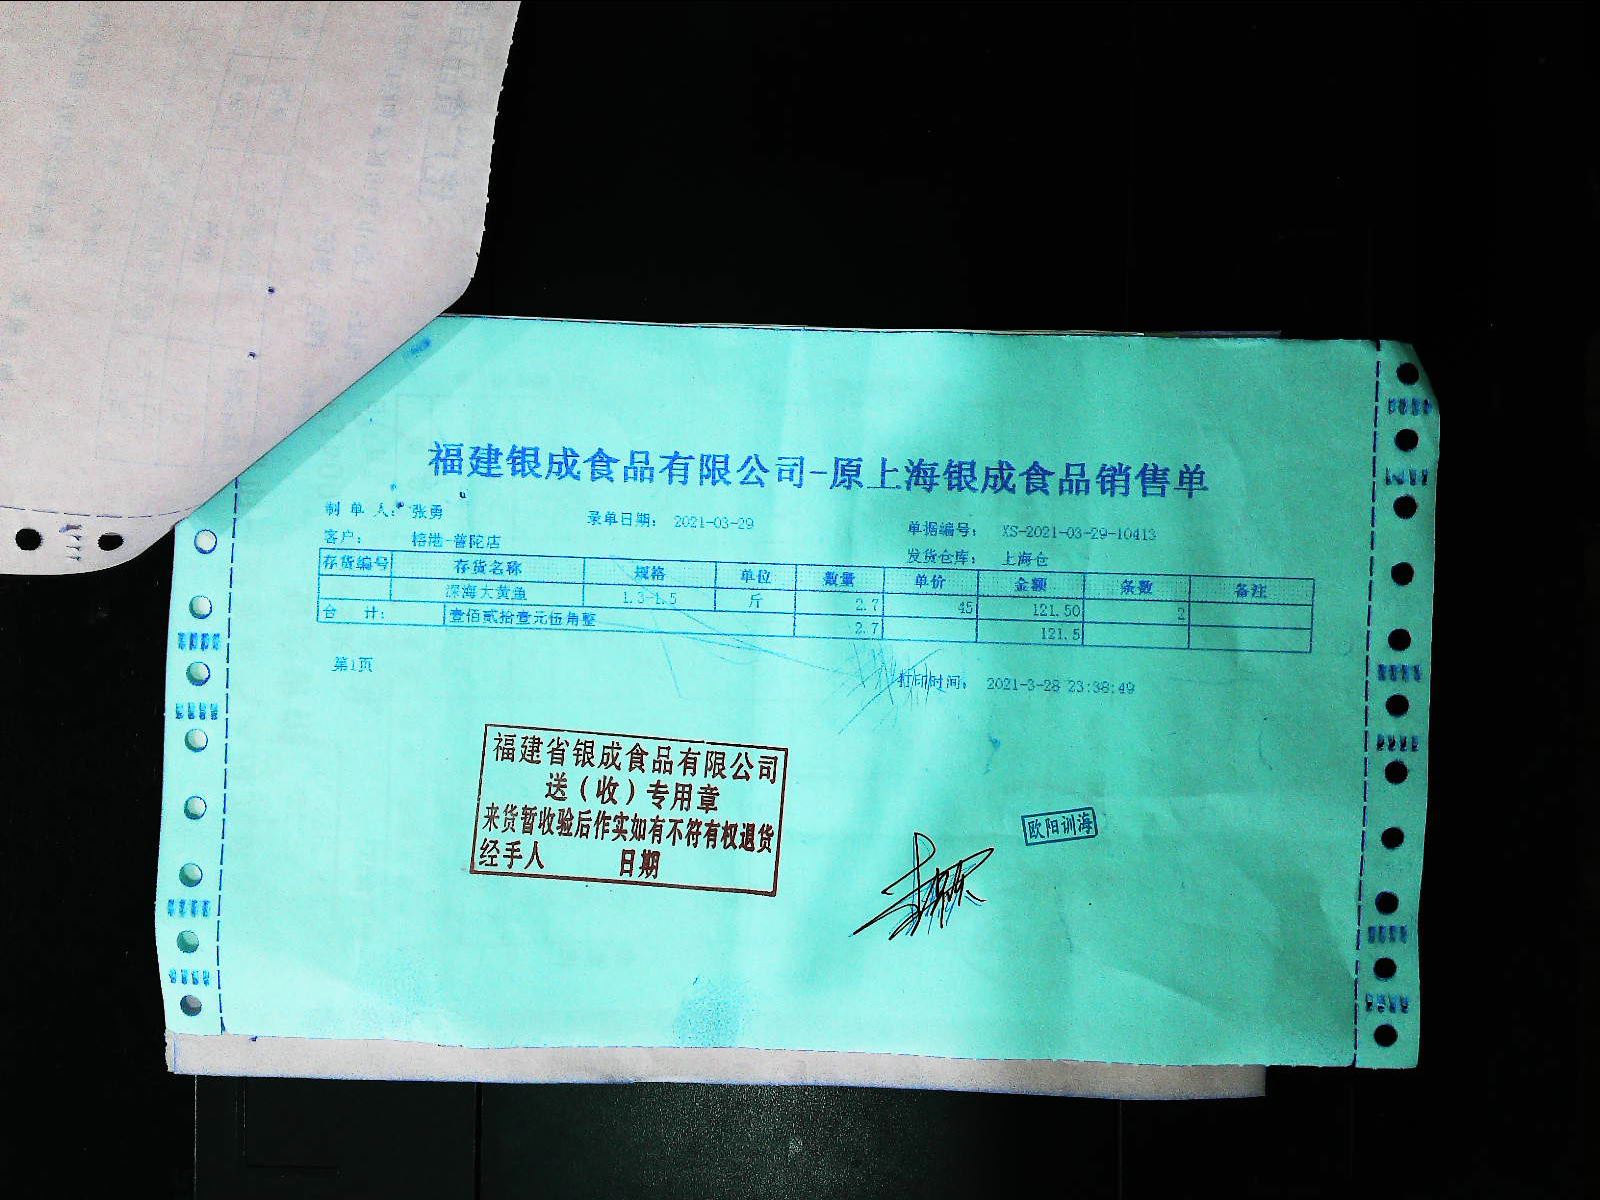 福建银成食品有限公司-原上海银成食品销售单
制 单 人: 张勇 录单日期: 2021-03-29 单据编号: XS-2021-03-29-10413
客户: 榕港-普陀店 发货仓库: 上海仓
存货编号 存货名称 规格 单位 数量 单价 金额 条数 备注
深海大黄鱼 1.3-1.5 斤 2.7 45 121.50 2
合 计: 壹佰贰拾壹元伍角整 2.7 121.5
第1页 打印时间: 2021-3-28 23:38:49
福建省银成食品有限公司
送（收）专用章
来货暂收验后作实如有不符有权退货
经手人 日期
欧阳训海